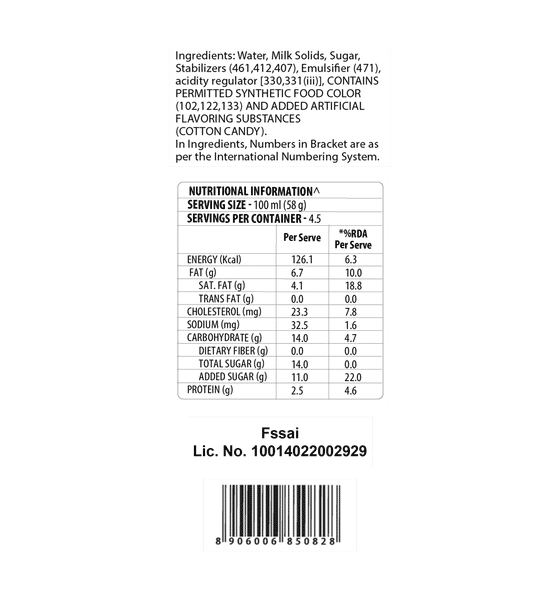 Ingredients: Water, Milk Solids, Sugar,
Stabilizers (461,412,407), Emulsifier (471),
acidity regulator [330,331(iii)], CONTAINS
PERMITTED SYNTHETIC FOOD COLOR
(102,122,133) AND ADDED ARTIFICIAL
FLAVORING SUBSTANCES
(COTTON CANDY).
In Ingredients, Numbers in Bracket are as
per the International Numbering System.
NUTRITIONAL INFORMATION^
SERVING SIZE - 100 ml (58 g)
SERVINGS PER CONTAINER - 4.5
Per Serve *%RDA
Per Serve
ENERGY (Kcal) 126.1 6.3
FAT (g) 6.7 10.0
SAT. FAT (g) 4.1 18.8
TRANS FAT (g) 0.0 0.0
CHOLESTEROL (mg) 23.3 7.8
SODIUM (mg) 32.5 1.6
CARBOHYDRATE (g) 14.0 4.7
DIETARY FIBER (g) 0.0 0.0
TOTAL SUGAR (g) 14.0 0.0
ADDED SUGAR (g) 11.0 22.0
PROTEIN (g) 2.5 4.6
Fssai
Lic. No. 10014022002929
8 906006 850828